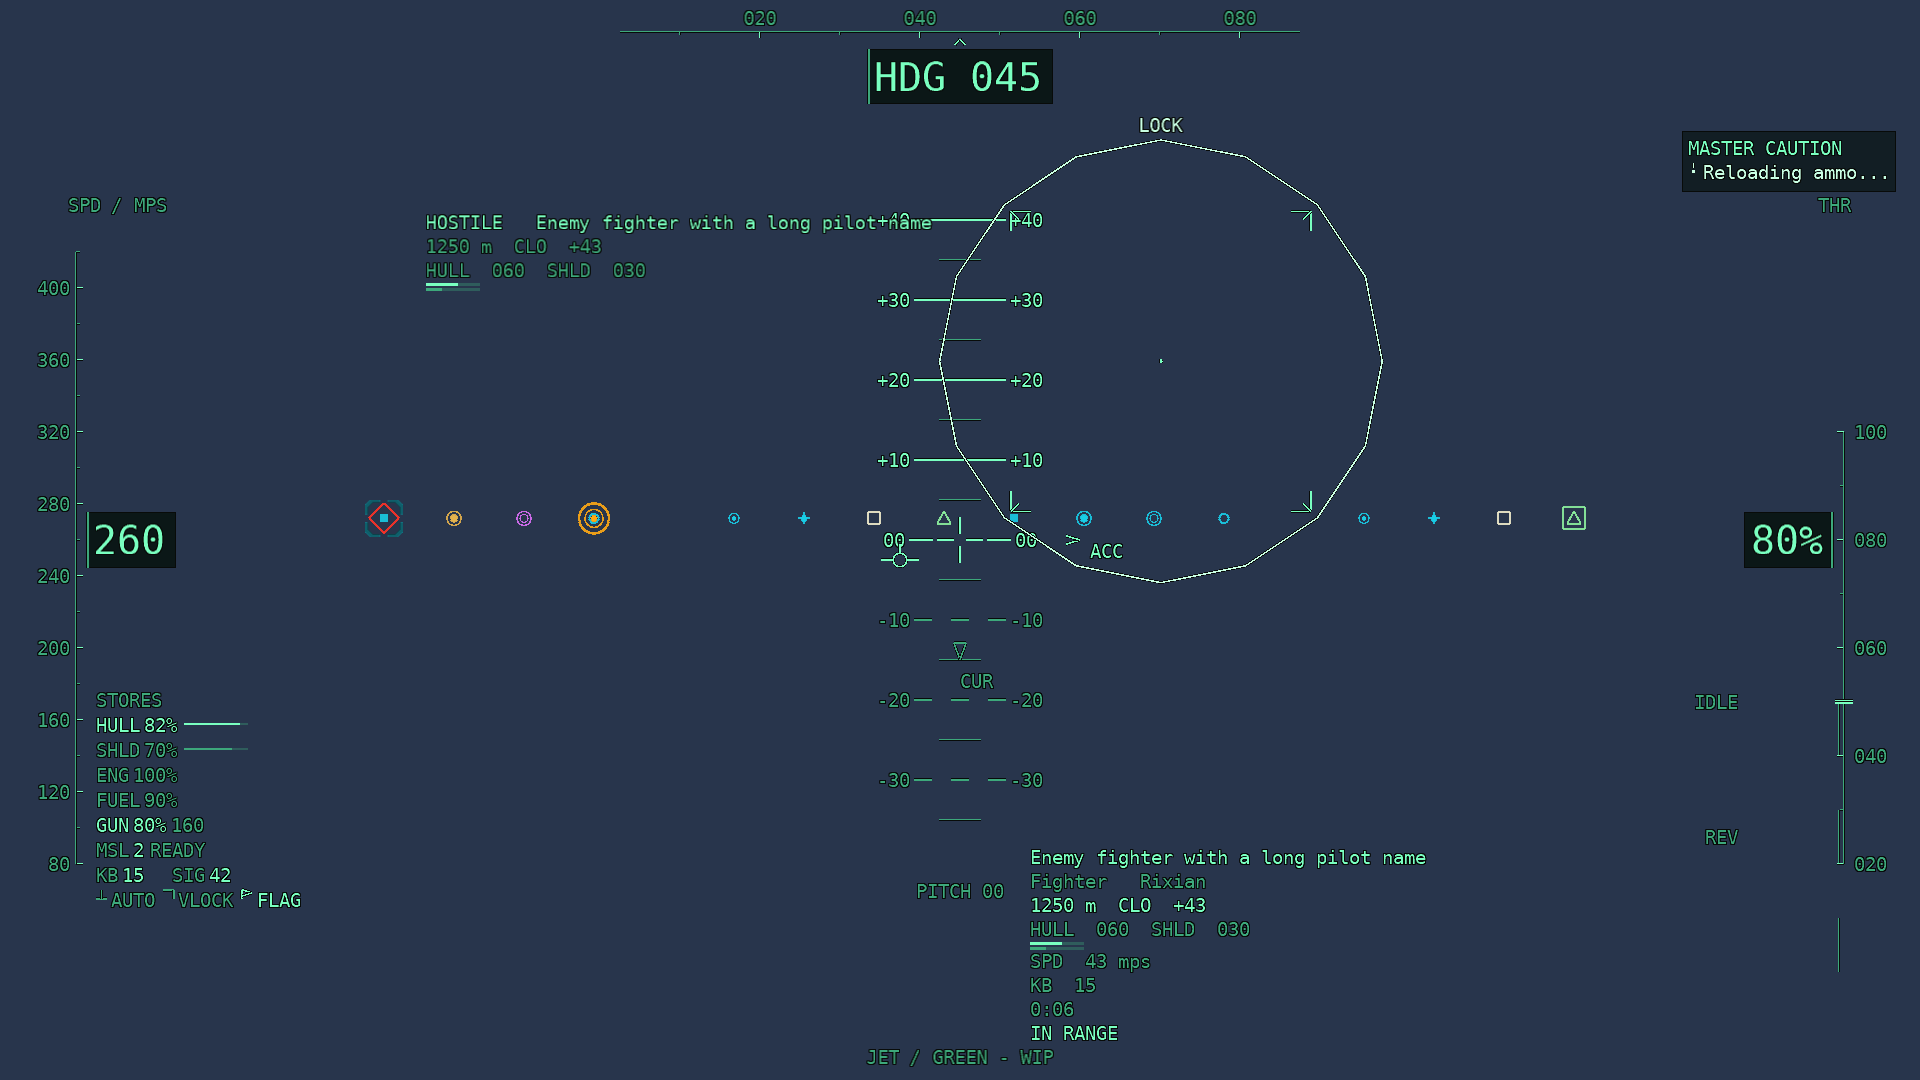 020 040 060 080
HDG 045
LOCK
MASTER CAUTION
Reloading ammo...
SPD / MPS
THR
HOSTILE Enemy fighter with a long pilot name
1250 m CLO +43
HULL 060 SHLD 030
+40 +40
+30 +30
+20 +20
+10 +10
00 00
-10 -10
-20 -20
-30 -30
ACC
CUR
400
360
320
280
260
240
200
160
120
80
100
80%
080
060
040
020
IDLE
REV
STORES
HULL 82%
SHLD 70%
ENG 100%
FUEL 90%
GUN 80% 160
MSL 2 READY
KB 15 SIG 42
AUTO VLOCK FLAG
PITCH 00
Enemy fighter with a long pilot name
Fighter Rixian
1250 m CLO +43
HULL 060 SHLD 030
SPD 43 mps
KB 15
0:06
IN RANGE
JET / GREEN - WIP